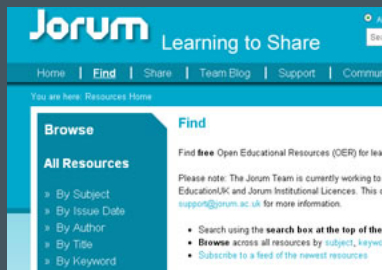 Jorum
Learning to Share
Home | Find | Share | Team Blog | Support | Commu
You are here: Resources Home
Browse
All Resources
» By Subject
» By Issue Date
» By Author
» By Title
» By Keyword
Find
Find free Open Educational Resources (OER) for lea
Please note: The Jorum Team is currently working to
EducationUK and Jorum Institutional Licences. This
support@jorum.ac.uk for more information.
• Search using the search box at the top of the
• Browse across all resources by subject, keyw
• Subscribe to a feed of the newest resources